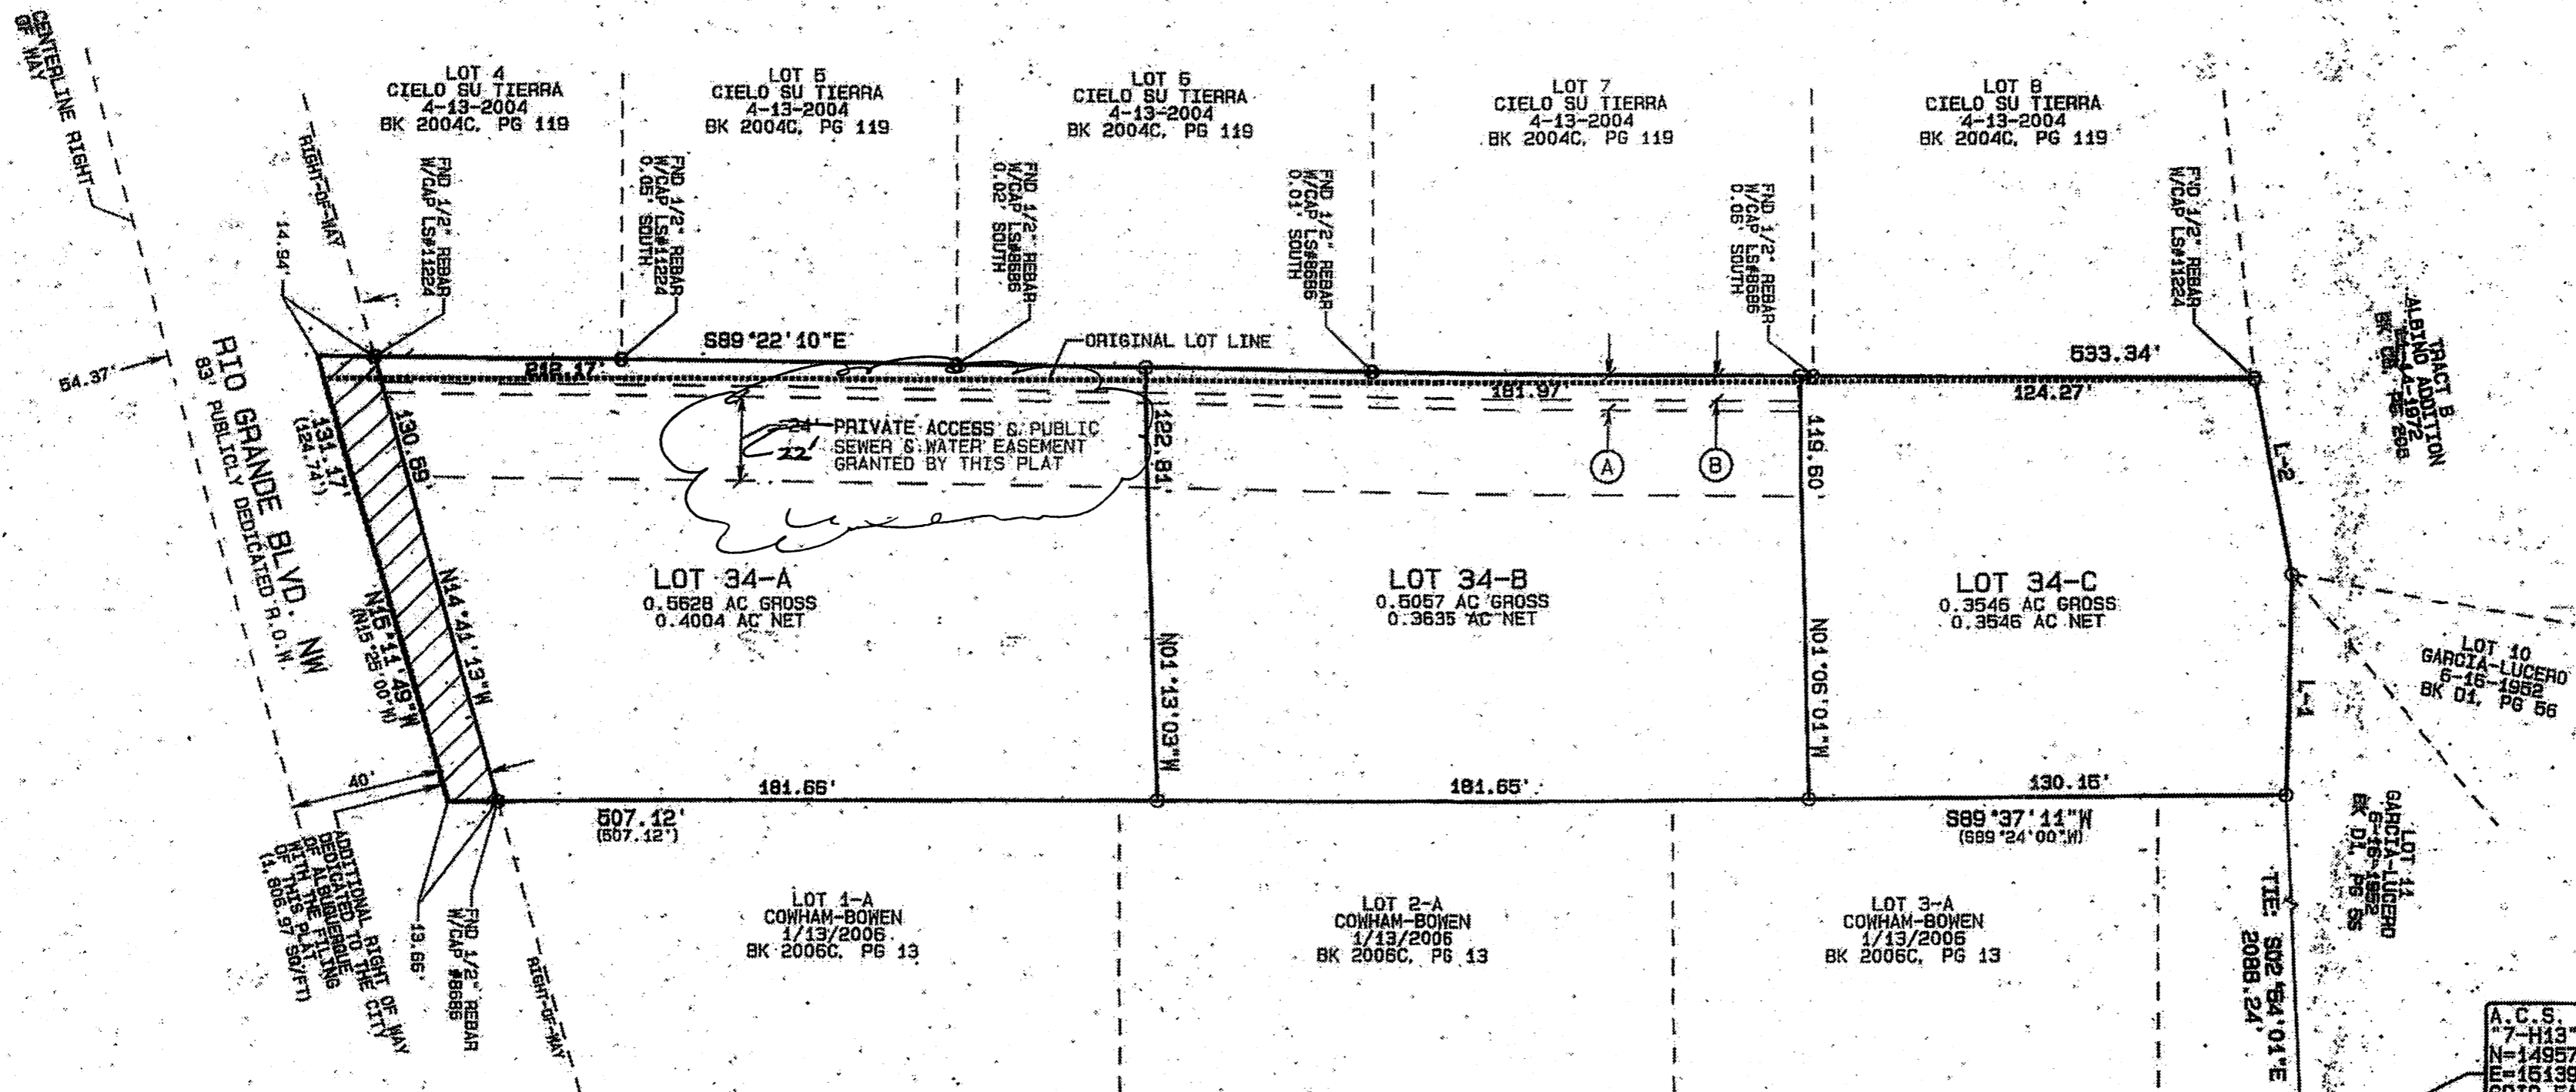 CENTERLINE RIGHT
OF WAY
RIGHT-OF-WAY
14.94'
54.37'
LOT 4
CIELO SU TIERRA
4-13-2004
BK 2004C, PG 119
LOT 5
CIELO SU TIERRA
4-13-2004
BK 2004C, PG 119
LOT 6
CIELO SU TIERRA
4-13-2004
BK 2004C, PG 119
LOT 7
CIELO SU TIERRA
4-13-2004
BK 2004C, PG 119
LOT 8
CIELO SU TIERRA
4-13-2004
BK 2004C, PG 119
FND 1/2" REBAR
W/CAP LS#11224
FND 1/2" REBAR
W/CAP LS#11224
0.05' SOUTH
FND 1/2" REBAR
W/CAP LS#8686
0.02' SOUTH
FND 1/2" REBAR
W/CAP LS#8686
0.01' SOUTH
FND 1/2" REBAR
W/CAP LS#8686
0.06' SOUTH
FND 1/2" REBAR
W/CAP LS#11224
TRACT B
ALBINO ADDITION
S89°22'10"E
ORIGINAL LOT LINE
533.34'
212.17'
181.97'
124.27'
24' PRIVATE ACCESS & PUBLIC
22' SEWER & WATER EASEMENT
GRANTED BY THIS PLAT
A
B
RIO GRANDE BLVD. NW
83' PUBLICLY DEDICATED R.O.W.
131.17'
(124.74')
130.59'
N14°41'13"W
N15°11'49"W
(N15°25'00"W)
122.81'
N01°13'03"W
119.60'
N01°06'01"W
L-2
L-1
LOT 34-A
0.5628 AC GROSS
0.4004 AC NET
LOT 34-B
0.5057 AC GROSS
0.3635 AC NET
LOT 34-C
0.3546 AC GROSS
0.3546 AC NET
LOT 10
GARCIA-LUCERO
6-16-1952
BK D1, PG 56
40'
181.66'
181.65'
130.15'
507.12'
(507.12')
S89°37'11"W
(S89°24'00"W)
ADDITIONAL RIGHT OF WAY
DEDICATED TO THE CITY
OF ALBUQUERQUE
WITH THE FILING
OF THIS PLAT
(1,806.97 SQ/FT)
13.66'
FND 1/2" REBAR
W/CAP #8686
RIGHT-OF-WAY
LOT 1-A
COWHAM-BOWEN
1/13/2006
BK 2006C, PG 13
LOT 2-A
COWHAM-BOWEN
1/13/2006
BK 2006C, PG 13
LOT 3-A
COWHAM-BOWEN
1/13/2006
BK 2006C, PG 13
LOT 11
GARCIA-LUCERO
6-16-1952
BK D1, PG 56
TIE: S02°54'01"E
2088.24'
A.C.S.
"7-H13"
N=14957